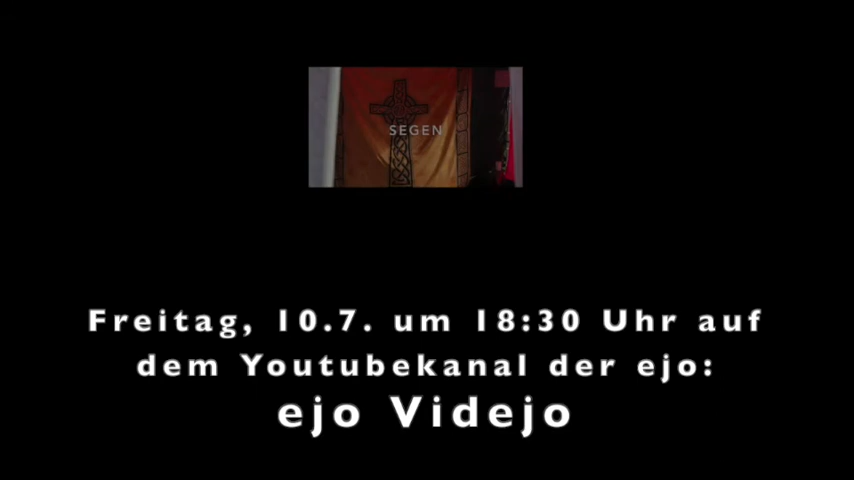 SEGEN
Freitag, 10.7. um 18:30 Uhr auf
dem Youtubekanal der ejo:
ejo Videjo